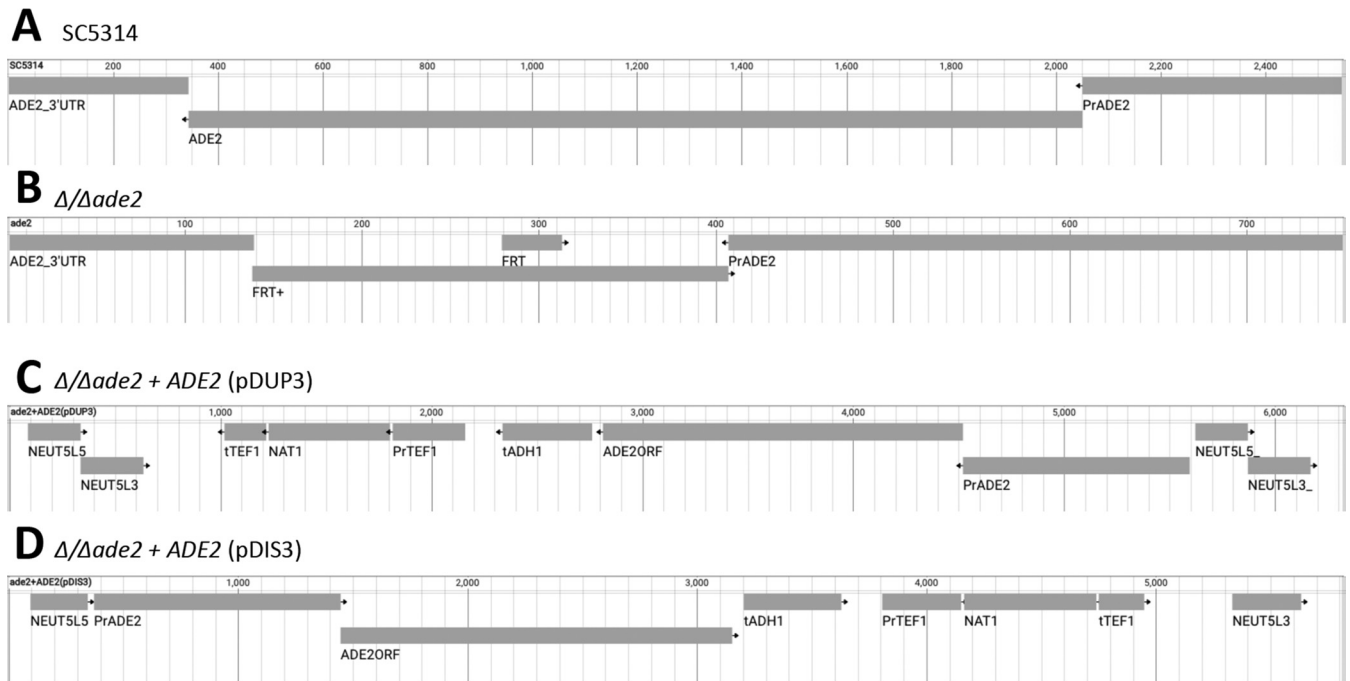 A SC5314
SC5314 200 400 600 800 1,000 1,200 1,400 1,600 1,800 2,000 2,200 2,400
ADE2_3'UTR PrADE2
ADE2
B Δ/Δade2
ade2 100 200 300 400 500 600 700
ADE2_3'UTR FRT PrADE2
FRT+
C Δ/Δade2 + ADE2 (pDUP3)
ade2+ADE2(pDUP3) 1,000 2,000 3,000 4,000 5,000 6,000
NEUT5L5 tTEF1 NAT1 PrTEF1 tADH1 ADE2ORF NEUT5L5_
NEUT5L3 PrADE2 NEUT5L3_
D Δ/Δade2 + ADE2 (pDIS3)
ade2+ADE2(pDIS3) 1,000 2,000 3,000 4,000 5,000
NEUT5L5 PrADE2 tADH1 PrTEF1 NAT1 tTEF1 NEUT5L3
ADE2ORF